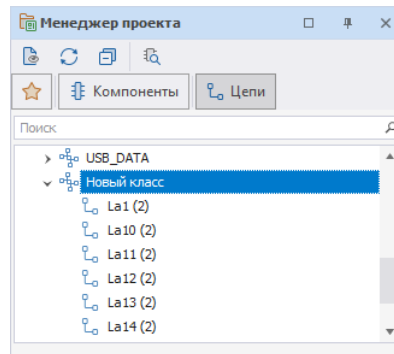 Менеджер проекта
Компоненты
Цепи
Поиск
USB_DATA
Новый класс
La1 (2)
La10 (2)
La11 (2)
La12 (2)
La13 (2)
La14 (2)